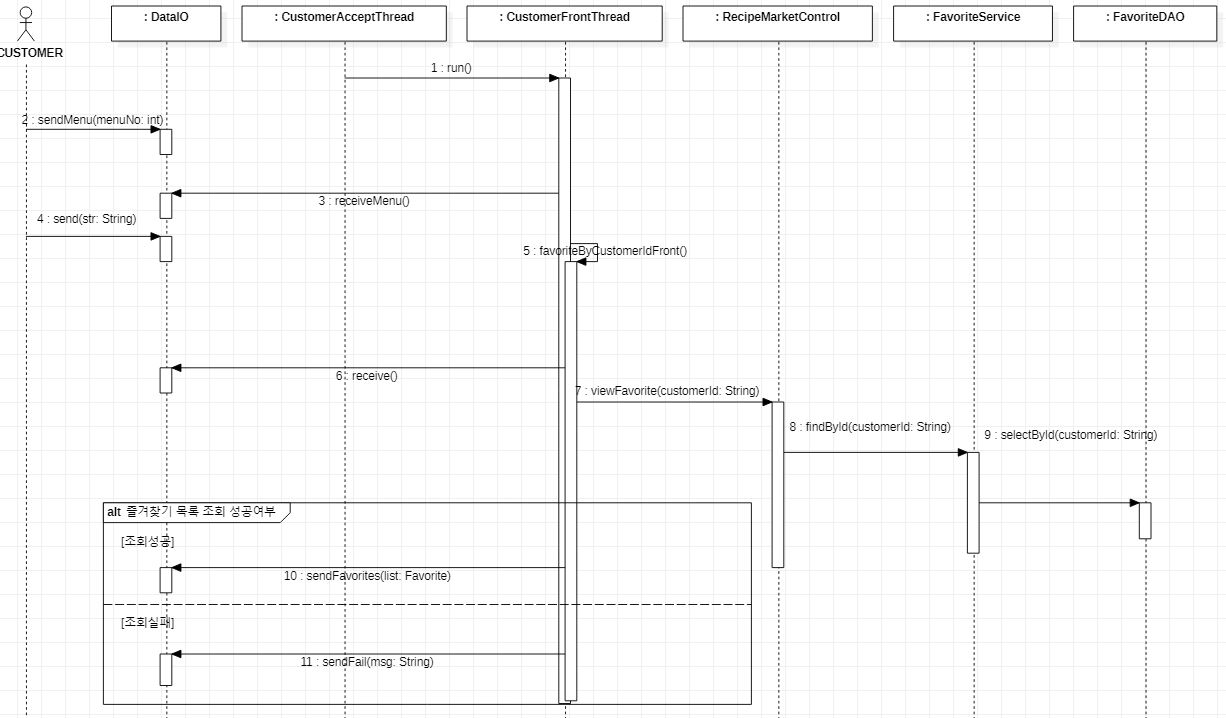 : DataIO
: CustomerAcceptThread
: CustomerFrontThread
: RecipeMarketControl
: FavoriteService
: FavoriteDAO
CUSTOMER
1 : run()
2 : sendMenu(menuNo: int)
3 : receiveMenu()
4 : send(str: String)
5 : favoriteByCustomerIdFront()
6 : receive()
7 : viewFavorite(customerId: String)
8 : findById(customerId: String)
9 : selectById(customerId: String)
alt 즐겨찾기 목록 조회 성공여부
[조회성공]
10 : sendFavorites(list: Favorite)
[조회실패]
11 : sendFail(msg: String)